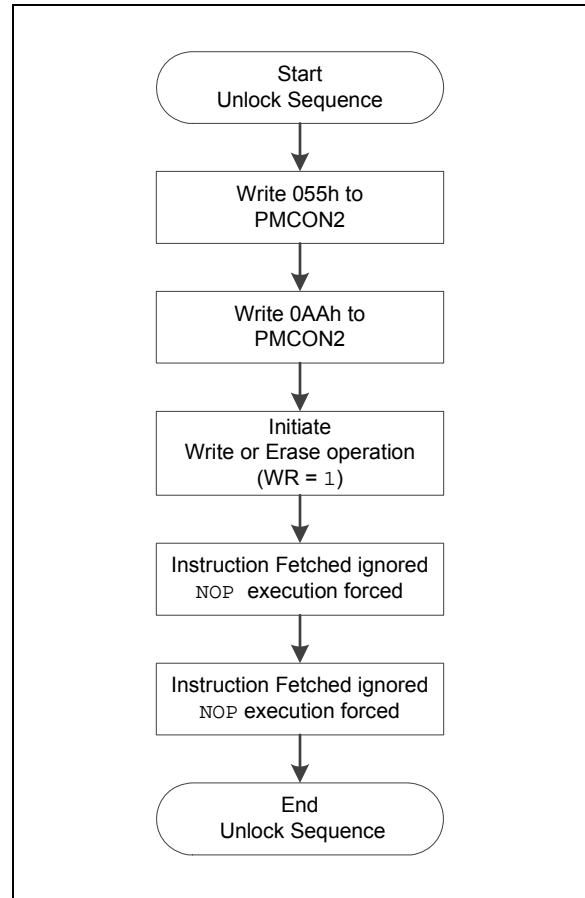 Start
Unlock Sequence
Write 055h to
PMCON2
Write 0AAh to
PMCON2
Initiate
Write or Erase operation
(WR = 1)
Instruction Fetched ignored
NOP execution forced
Instruction Fetched ignored
NOP execution forced
End
Unlock Sequence